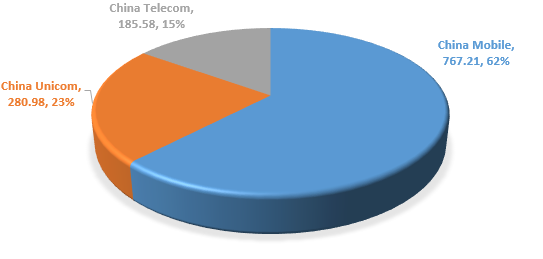 China Telecom,
185.58, 15%
China Mobile,
767.21, 62%
China Unicom,
280.98, 23%